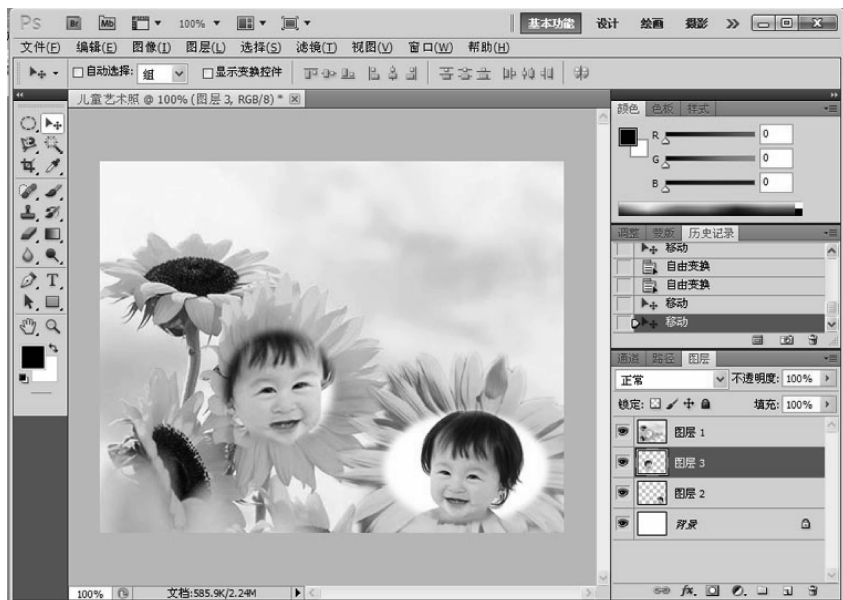 Ps Br Mb 100% 基本功能 设计 绘画 摄影 >>
文件(F) 编辑(E) 图像(I) 图层(L) 选择(S) 滤镜(T) 视图(V) 窗口(W) 帮助(H)
自动选择: 组 显示变换控件
儿童艺术照 @ 100% (图层 3, RGB/8) *
颜色 色板 样式
R 0
G 0
B 0
调整 蒙版 历史记录
移动
自由变换
自由变换
移动
移动
通道 路径 图层
正常 不透明度: 100%
锁定: 填充: 100%
图层 1
图层 3
图层 2
背景
100% 文档:585.9K/2.24M